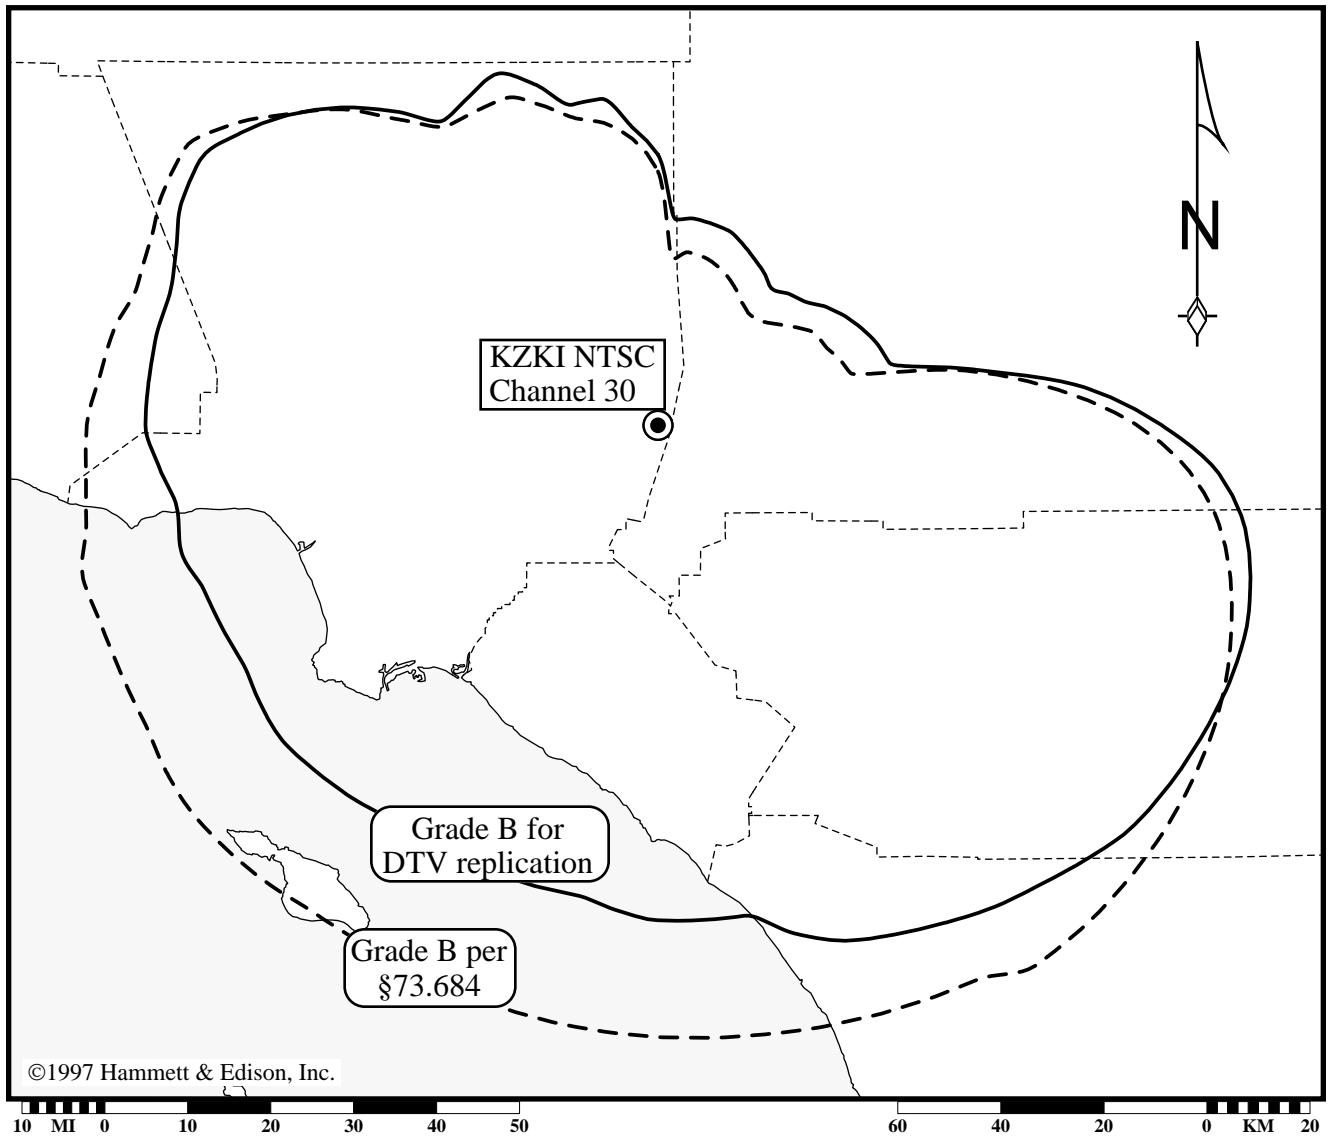 N
KZKI NTSC
Channel 30
Grade B for
DTV replication
Grade B per
§73.684
©1997 Hammett & Edison, Inc.
10 MI 0 10 20 30 40 50 60 40 20 0 KM 20